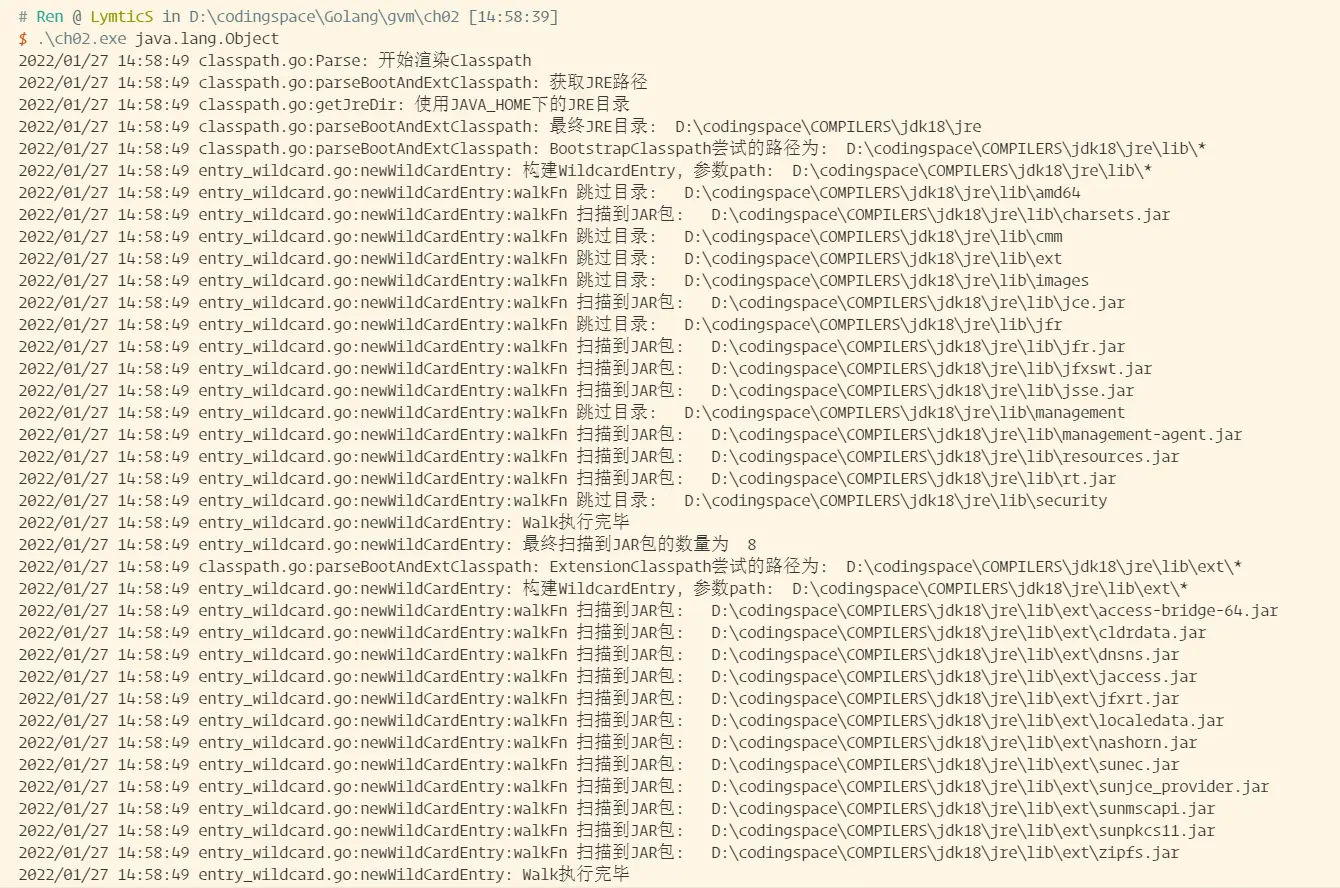 # Ren @ LymticS in D:\codingspace\Golang\gvm\ch02 [14:58:39]
$ .\ch02.exe java.lang.Object
2022/01/27 14:58:49 classpath.go:Parse: 开始渲染Classpath
2022/01/27 14:58:49 classpath.go:parseBootAndExtClasspath: 获取JRE路径
2022/01/27 14:58:49 classpath.go:getJreDir: 使用JAVA_HOME下的JRE目录
2022/01/27 14:58:49 classpath.go:parseBootAndExtClasspath: 最终JRE目录:  D:\codingspace\COMPILERS\jdk18\jre
2022/01/27 14:58:49 classpath.go:parseBootAndExtClasspath: BootstrapClasspath尝试的路径为:  D:\codingspace\COMPILERS\jdk18\jre\lib\*
2022/01/27 14:58:49 entry_wildcard.go:newWildCardEntry: 构建WildcardEntry, 参数path:  D:\codingspace\COMPILERS\jdk18\jre\lib\*
2022/01/27 14:58:49 entry_wildcard.go:newWildCardEntry:walkFn 跳过目录:   D:\codingspace\COMPILERS\jdk18\jre\lib\amd64
2022/01/27 14:58:49 entry_wildcard.go:newWildCardEntry:walkFn 扫描到JAR包:   D:\codingspace\COMPILERS\jdk18\jre\lib\charsets.jar
2022/01/27 14:58:49 entry_wildcard.go:newWildCardEntry:walkFn 跳过目录:   D:\codingspace\COMPILERS\jdk18\jre\lib\cmm
2022/01/27 14:58:49 entry_wildcard.go:newWildCardEntry:walkFn 跳过目录:   D:\codingspace\COMPILERS\jdk18\jre\lib\ext
2022/01/27 14:58:49 entry_wildcard.go:newWildCardEntry:walkFn 跳过目录:   D:\codingspace\COMPILERS\jdk18\jre\lib\images
2022/01/27 14:58:49 entry_wildcard.go:newWildCardEntry:walkFn 扫描到JAR包:   D:\codingspace\COMPILERS\jdk18\jre\lib\jce.jar
2022/01/27 14:58:49 entry_wildcard.go:newWildCardEntry:walkFn 跳过目录:   D:\codingspace\COMPILERS\jdk18\jre\lib\jfr
2022/01/27 14:58:49 entry_wildcard.go:newWildCardEntry:walkFn 扫描到JAR包:   D:\codingspace\COMPILERS\jdk18\jre\lib\jfr.jar
2022/01/27 14:58:49 entry_wildcard.go:newWildCardEntry:walkFn 扫描到JAR包:   D:\codingspace\COMPILERS\jdk18\jre\lib\jfxswt.jar
2022/01/27 14:58:49 entry_wildcard.go:newWildCardEntry:walkFn 扫描到JAR包:   D:\codingspace\COMPILERS\jdk18\jre\lib\jsse.jar
2022/01/27 14:58:49 entry_wildcard.go:newWildCardEntry:walkFn 跳过目录:   D:\codingspace\COMPILERS\jdk18\jre\lib\management
2022/01/27 14:58:49 entry_wildcard.go:newWildCardEntry:walkFn 扫描到JAR包:   D:\codingspace\COMPILERS\jdk18\jre\lib\management-agent.jar
2022/01/27 14:58:49 entry_wildcard.go:newWildCardEntry:walkFn 扫描到JAR包:   D:\codingspace\COMPILERS\jdk18\jre\lib\resources.jar
2022/01/27 14:58:49 entry_wildcard.go:newWildCardEntry:walkFn 扫描到JAR包:   D:\codingspace\COMPILERS\jdk18\jre\lib\rt.jar
2022/01/27 14:58:49 entry_wildcard.go:newWildCardEntry:walkFn 跳过目录:   D:\codingspace\COMPILERS\jdk18\jre\lib\security
2022/01/27 14:58:49 entry_wildcard.go:newWildCardEntry: Walk执行完毕
2022/01/27 14:58:49 entry_wildcard.go:newWildCardEntry: 最终扫描到JAR包的数量为  8
2022/01/27 14:58:49 classpath.go:parseBootAndExtClasspath: ExtensionClasspath尝试的路径为:  D:\codingspace\COMPILERS\jdk18\jre\lib\ext\*
2022/01/27 14:58:49 entry_wildcard.go:newWildCardEntry: 构建WildcardEntry, 参数path:  D:\codingspace\COMPILERS\jdk18\jre\lib\ext\*
2022/01/27 14:58:49 entry_wildcard.go:newWildCardEntry:walkFn 扫描到JAR包:   D:\codingspace\COMPILERS\jdk18\jre\lib\ext\access-bridge-64.jar
2022/01/27 14:58:49 entry_wildcard.go:newWildCardEntry:walkFn 扫描到JAR包:   D:\codingspace\COMPILERS\jdk18\jre\lib\ext\cldrdata.jar
2022/01/27 14:58:49 entry_wildcard.go:newWildCardEntry:walkFn 扫描到JAR包:   D:\codingspace\COMPILERS\jdk18\jre\lib\ext\dnsns.jar
2022/01/27 14:58:49 entry_wildcard.go:newWildCardEntry:walkFn 扫描到JAR包:   D:\codingspace\COMPILERS\jdk18\jre\lib\ext\jaccess.jar
2022/01/27 14:58:49 entry_wildcard.go:newWildCardEntry:walkFn 扫描到JAR包:   D:\codingspace\COMPILERS\jdk18\jre\lib\ext\jfxrt.jar
2022/01/27 14:58:49 entry_wildcard.go:newWildCardEntry:walkFn 扫描到JAR包:   D:\codingspace\COMPILERS\jdk18\jre\lib\ext\localedata.jar
2022/01/27 14:58:49 entry_wildcard.go:newWildCardEntry:walkFn 扫描到JAR包:   D:\codingspace\COMPILERS\jdk18\jre\lib\ext\nashorn.jar
2022/01/27 14:58:49 entry_wildcard.go:newWildCardEntry:walkFn 扫描到JAR包:   D:\codingspace\COMPILERS\jdk18\jre\lib\ext\sunec.jar
2022/01/27 14:58:49 entry_wildcard.go:newWildCardEntry:walkFn 扫描到JAR包:   D:\codingspace\COMPILERS\jdk18\jre\lib\ext\sunjce_provider.jar
2022/01/27 14:58:49 entry_wildcard.go:newWildCardEntry:walkFn 扫描到JAR包:   D:\codingspace\COMPILERS\jdk18\jre\lib\ext\sunmscapi.jar
2022/01/27 14:58:49 entry_wildcard.go:newWildCardEntry:walkFn 扫描到JAR包:   D:\codingspace\COMPILERS\jdk18\jre\lib\ext\sunpkcs11.jar
2022/01/27 14:58:49 entry_wildcard.go:newWildCardEntry:walkFn 扫描到JAR包:   D:\codingspace\COMPILERS\jdk18\jre\lib\ext\zipfs.jar
2022/01/27 14:58:49 entry_wildcard.go:newWildCardEntry: Walk执行完毕